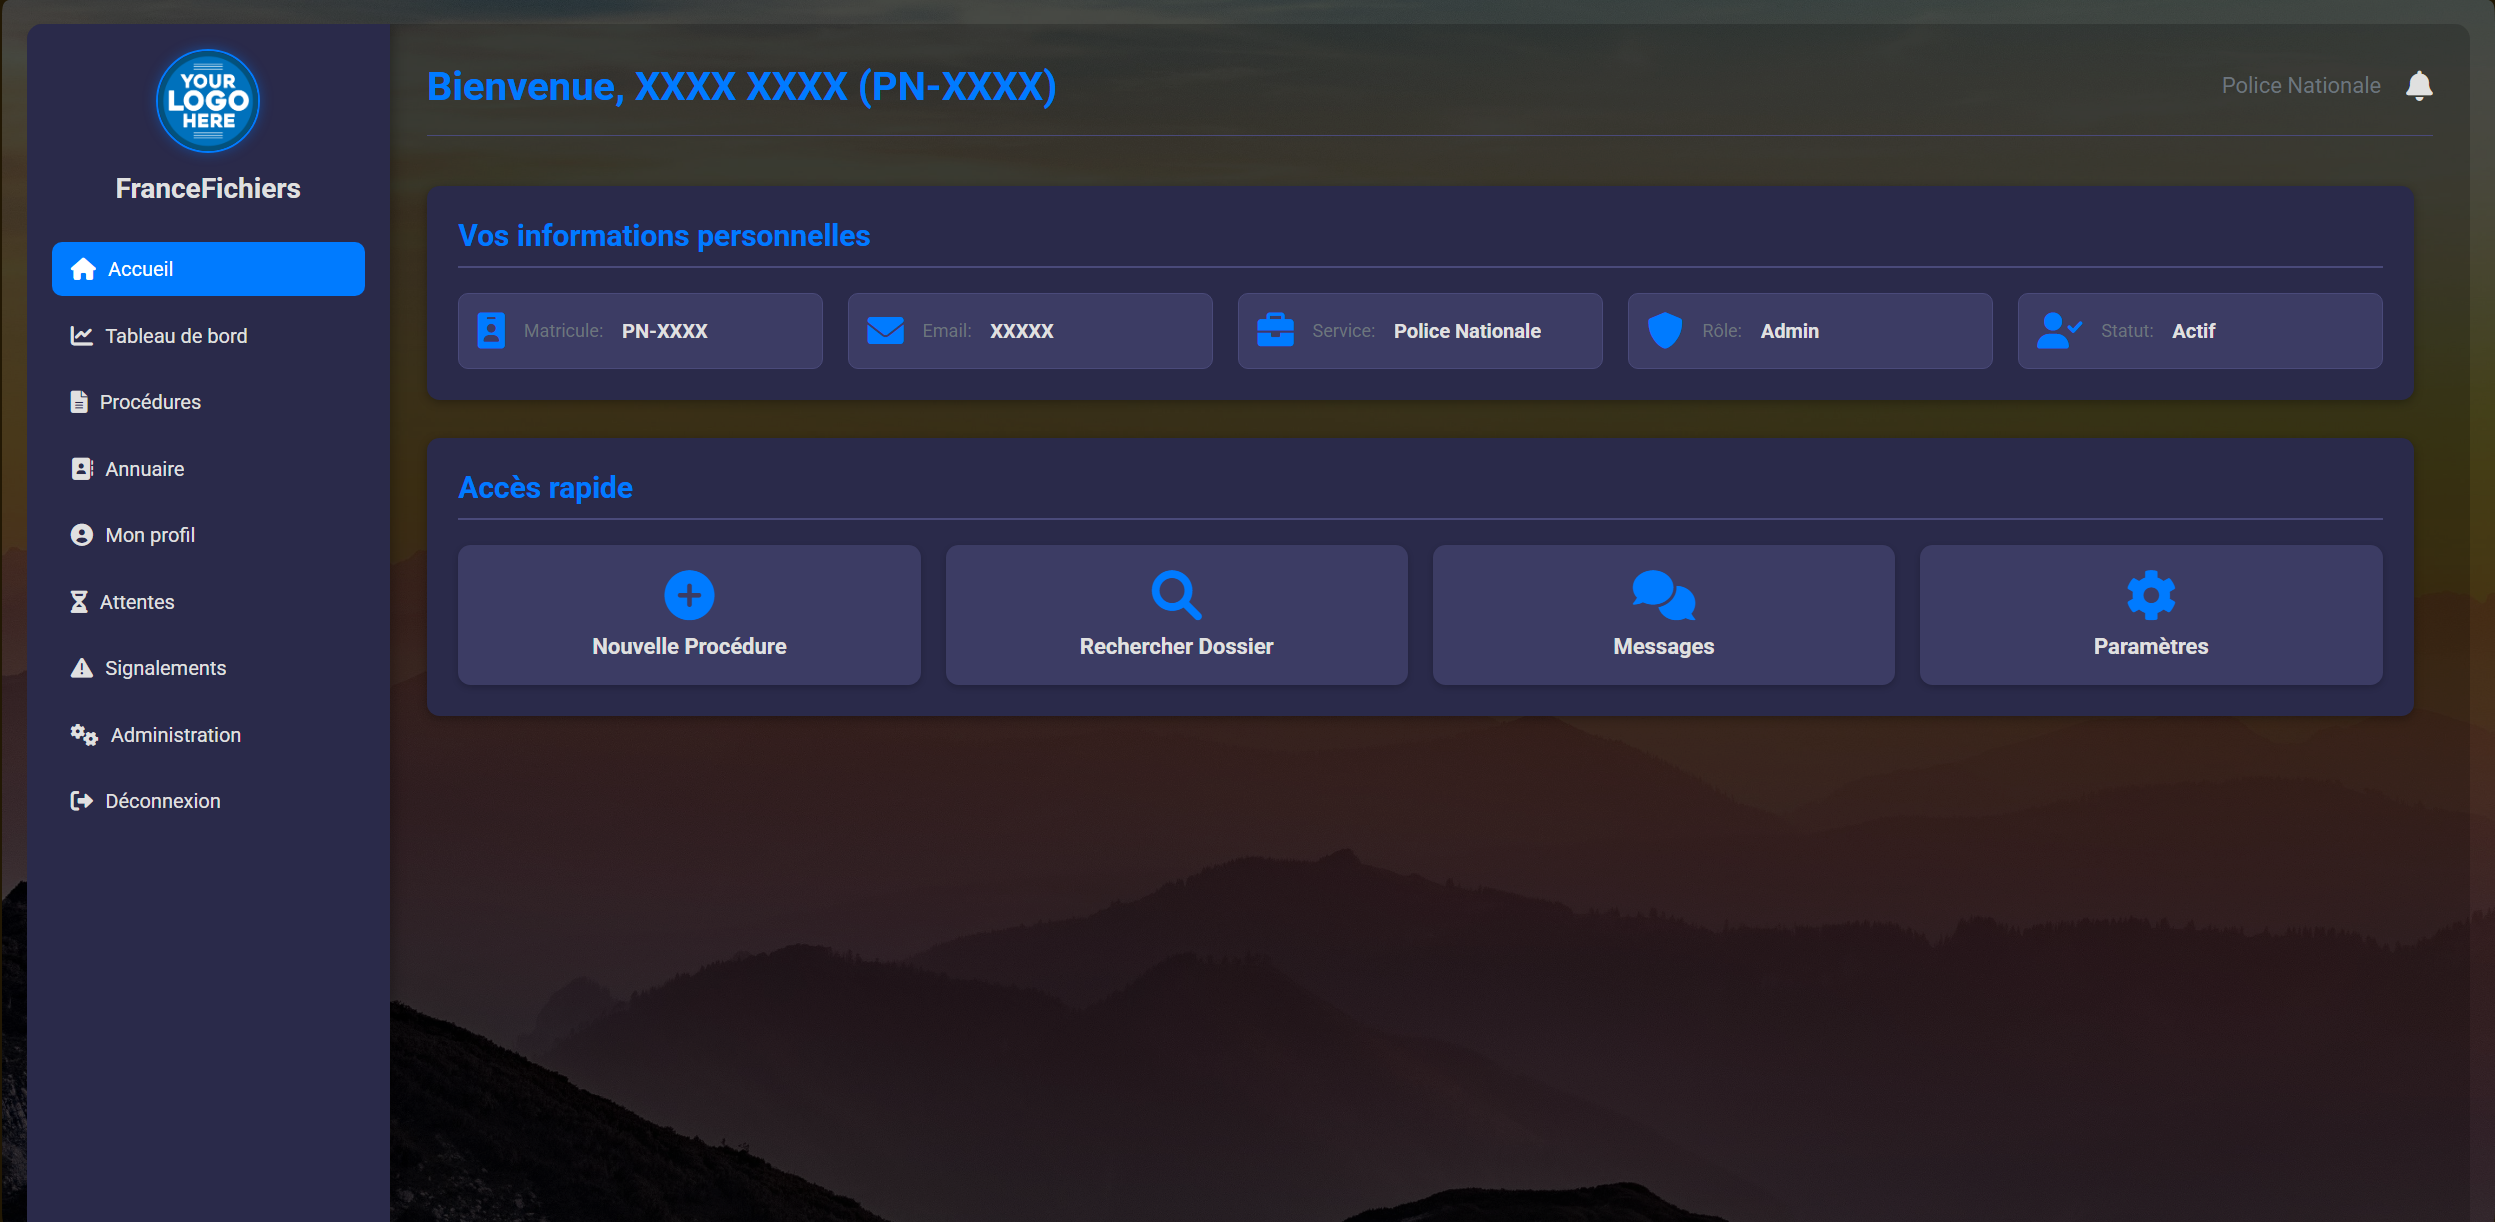 YOUR
LOGO
HERE
FranceFichiers
Accueil
Tableau de bord
Procédures
Annuaire
Mon profil
Attentes
Signalements
Administration
Déconnexion
Bienvenue, XXXX XXXX (PN-XXXX)
Police Nationale
Vos informations personnelles
Matricule: PN-XXXX
Email: XXXXX
Service: Police Nationale
Rôle: Admin
Statut: Actif
Accès rapide
Nouvelle Procédure
Rechercher Dossier
Messages
Paramètres